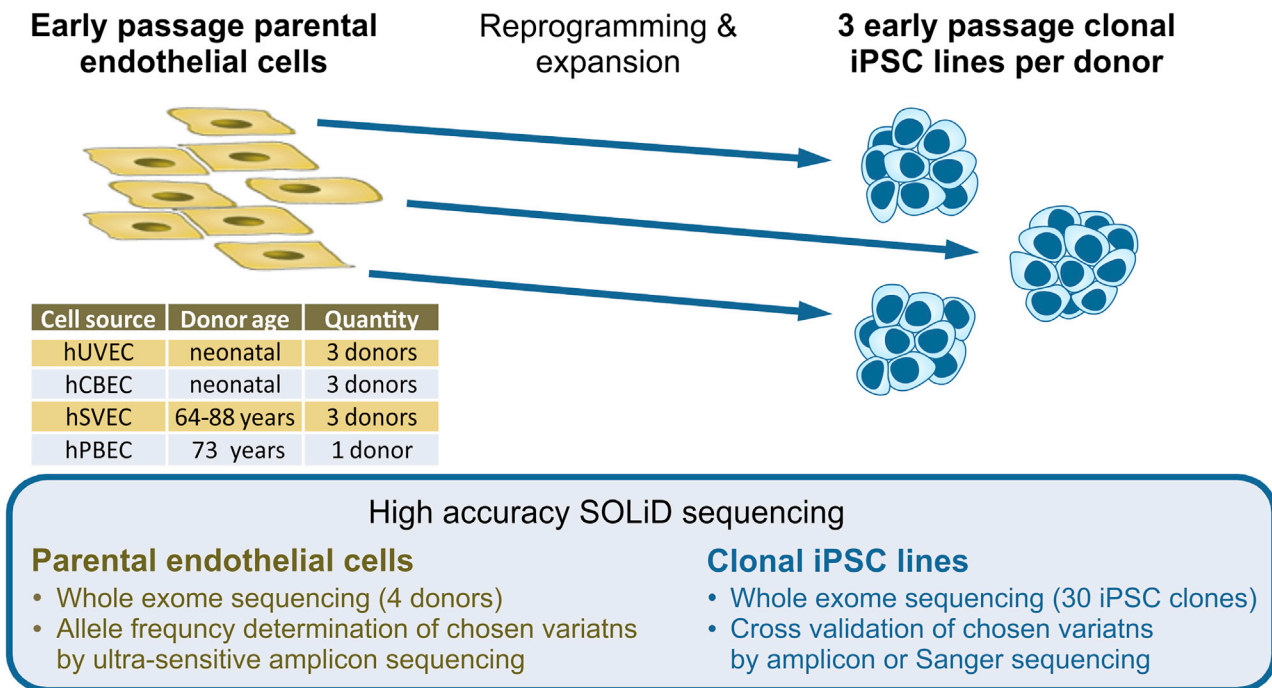 Early passage parental
endothelial cells
Reprogramming &
expansion
3 early passage clonal
iPSC lines per donor
Cell source Donor age Quantity
hUVEC neonatal 3 donors
hCBEC neonatal 3 donors
hSVEC 64-88 years 3 donors
hPBEC 73 years 1 donor
High accuracy SOLiD sequencing
Parental endothelial cells
• Whole exome sequencing (4 donors)
• Allele frequncy determination of chosen variatns
by ultra-sensitive amplicon sequencing
Clonal iPSC lines
• Whole exome sequencing (30 iPSC clones)
• Cross validation of chosen variatns
by amplicon or Sanger sequencing